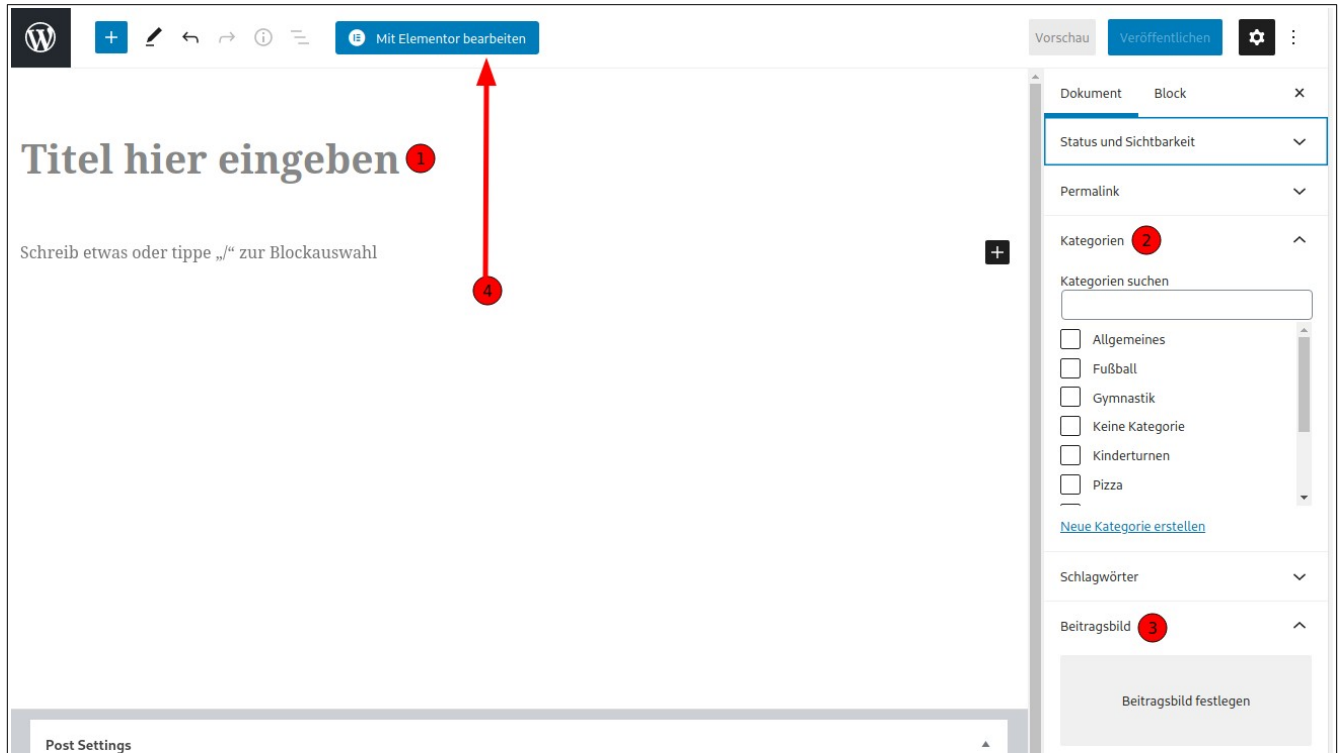 Mit Elementor bearbeiten
Vorschau
Veröffentlichen
Titel hier eingeben 1
Schreib etwas oder tippe „/“ zur Blockauswahl
4
Dokument Block
Status und Sichtbarkeit
Permalink
Kategorien 2
Kategorien suchen
Allgemeines
Fußball
Gymnastik
Keine Kategorie
Kinderturnen
Pizza
Neue Kategorie erstellen
Schlagwörter
Beitragsbild 3
Beitragsbild festlegen
Post Settings